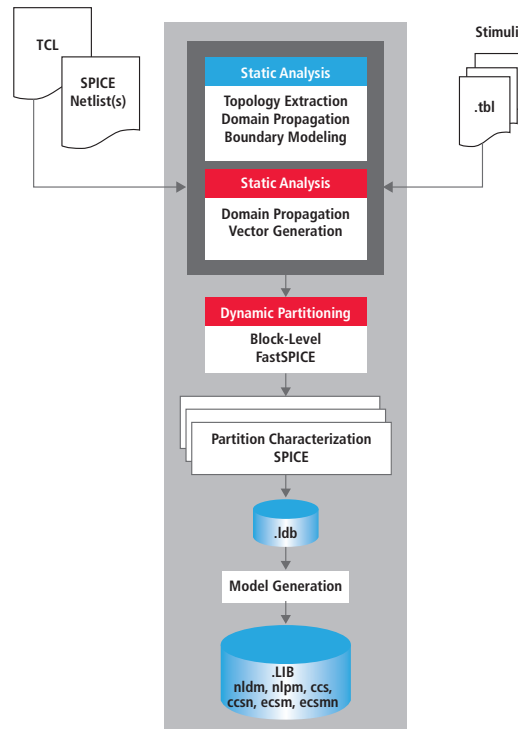 TCL
SPICE
Netlist(s)
Stimuli
.tbl
Static Analysis
Topology Extraction
Domain Propagation
Boundary Modeling
Static Analysis
Domain Propagation
Vector Generation
Dynamic Partitioning
Block-Level
FastSPICE
Partition Characterization
SPICE
.ldb
Model Generation
.LIB
nldm, nlpm, ccs,
ccsn, ecsm, ecsmn